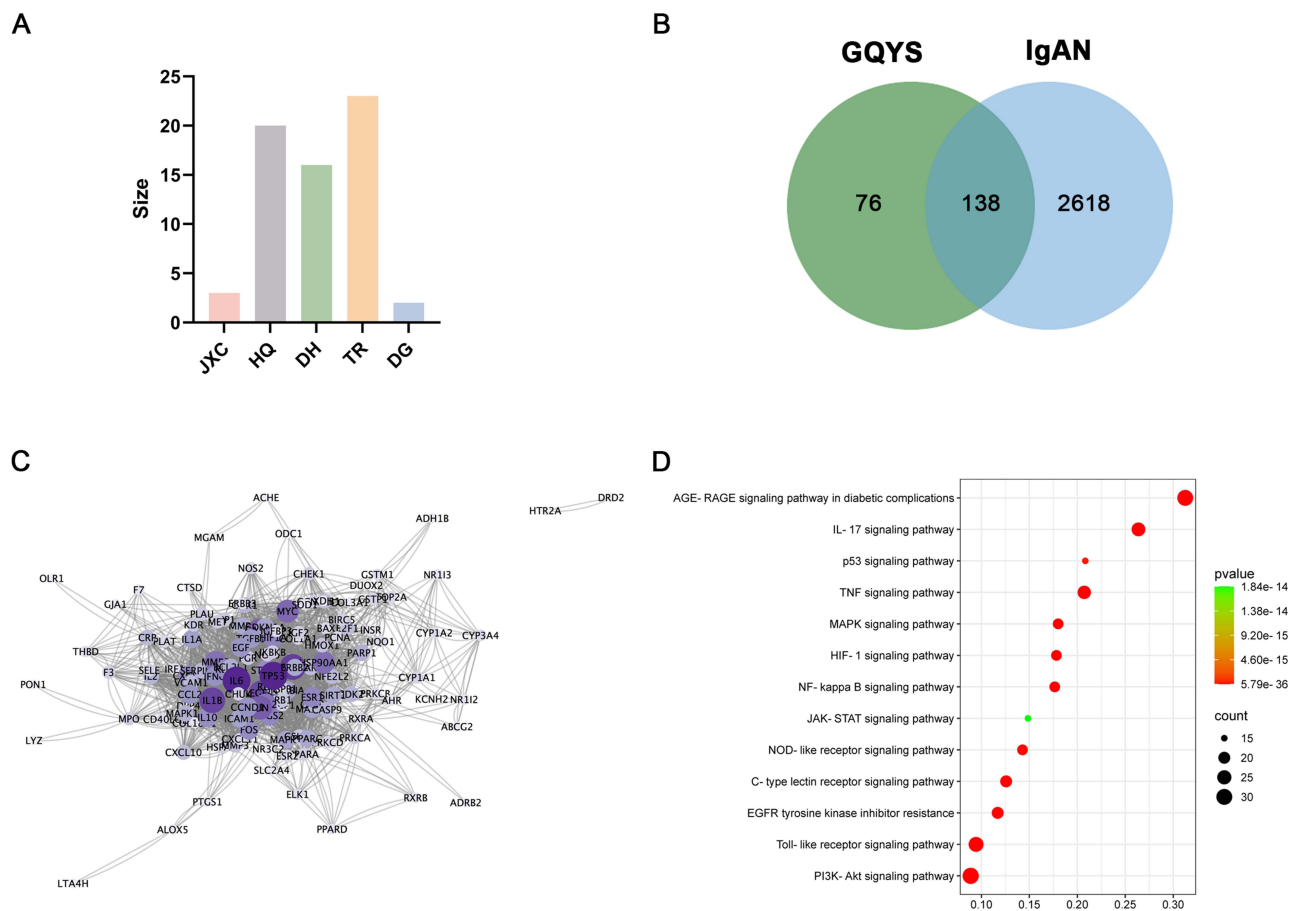 A
25
20
15
10
5
0
Size
JXC
HQ
DH
TR
DG
B
GQYS
IgAN
76
138
2618
C
ACHE
DRD2
HTR2A
ADH1B
MGAM
ODC1
NOS2
CHEK1
GSTM1
NR1I3
DUOX2
OLR1
F7
CTSD
GJA1
PLAU
ERBB3
MYC
COL3A1
BIRC5
KDR
CRP
PLAT
IL1A
EGF
COL1A1
PCNA
INSR
HMOX1
NQO1
CYP1A2
CYP3A4
THBD
F3
SELE
PARP1
HSP90AA1
NFE2L2
TP53
ERBB2
IL6
CYP1A1
PON1
IL1B
CCL2
ESR1
SIRT1
PRKCR
AHR
KCNH2
NR1I2
MPO
CD40LG
MAPK1
IL10
ICAM1
CCND1
CASP9
RXRA
ABCG2
LYZ
FOS
PRKCA
CXCL10
MMP3
NR3C2
ESR2
PPARA
SLC2A4
PTGS1
ELK1
RXRB
ADRB2
ALOX5
PPARD
LTA4H
D
AGE- RAGE signaling pathway in diabetic complications
IL- 17 signaling pathway
p53 signaling pathway
TNF signaling pathway
MAPK signaling pathway
HIF- 1 signaling pathway
NF- kappa B signaling pathway
JAK- STAT signaling pathway
NOD- like receptor signaling pathway
C- type lectin receptor signaling pathway
EGFR tyrosine kinase inhibitor resistance
Toll- like receptor signaling pathway
PI3K- Akt signaling pathway
0.10
0.15
0.20
0.25
0.30
pvalue
1.84e- 14
1.38e- 14
9.20e- 15
4.60e- 15
5.79e- 36
count
15
20
25
30